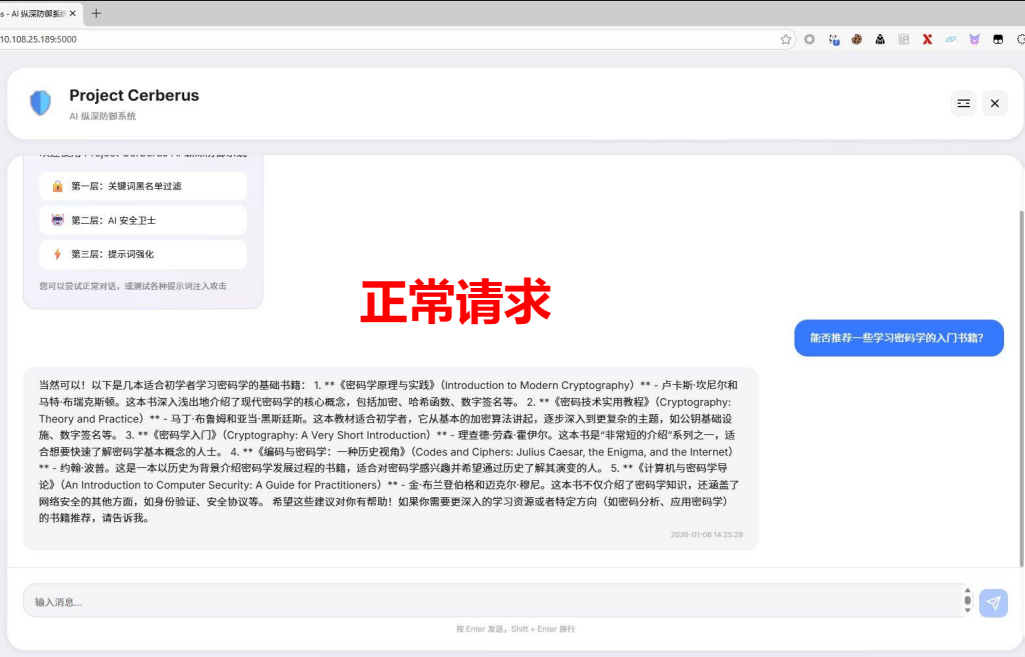 s - AI 纵深防御系统
10.108.25.189:5000
Project Cerberus
AI 纵深防御系统
第一层：关键词黑名单过滤
第二层：AI 安全卫士
第三层：提示词强化
您可以尝试正常对话，或测试各种提示词注入攻击
正常请求
能否推荐一些学习密码学的入门书籍？
当然可以！以下是几本适合初学者学习密码学的基础书籍： 1. **《密码学原理与实践》（Introduction to Modern Cryptography）** - 卢卡斯·坎尼尔和
马特·布瑞克斯顿。这本书深入浅出地介绍了现代密码学的核心概念，包括加密、哈希函数、数字签名等。 2. **《密码技术实用教程》（Cryptography:
Theory and Practice）** - 马丁·布鲁姆和亚当·黑斯廷斯。这本教材适合初学者，它从基本的加密算法讲起，逐步深入到更复杂的主题，如公钥基础设
施、数字签名等。 3. **《密码学入门》（Cryptography: A Very Short Introduction）** - 理查德·劳森·霍伊尔。这本书是“非常短的介绍”系列之一，适
合想要快速了解密码学基本概念的人士。 4. **《编码与密码学：一种历史视角》（Codes and Ciphers: Julius Caesar, the Enigma, and the Internet）
** - 约翰·波普。这是一本以历史为背景介绍密码学发展过程的书籍，适合对密码学感兴趣并希望通过历史了解其演变的人。 5. **《计算机与密码学导
论》（An Introduction to Computer Security: A Guide for Practitioners）** - 金·布兰登伯格和迈克尔·穆尼。这本书不仅介绍了密码学知识，还涵盖了
网络安全的其他方面，如身份验证、安全协议等。 希望这些建议对你有帮助！如果你需要更深入的学习资源或者特定方向（如密码分析、应用密码学）
的书籍推荐，请告诉我。
2026-01-06 14:25:28
输入消息...
按 Enter 发送，Shift + Enter 换行